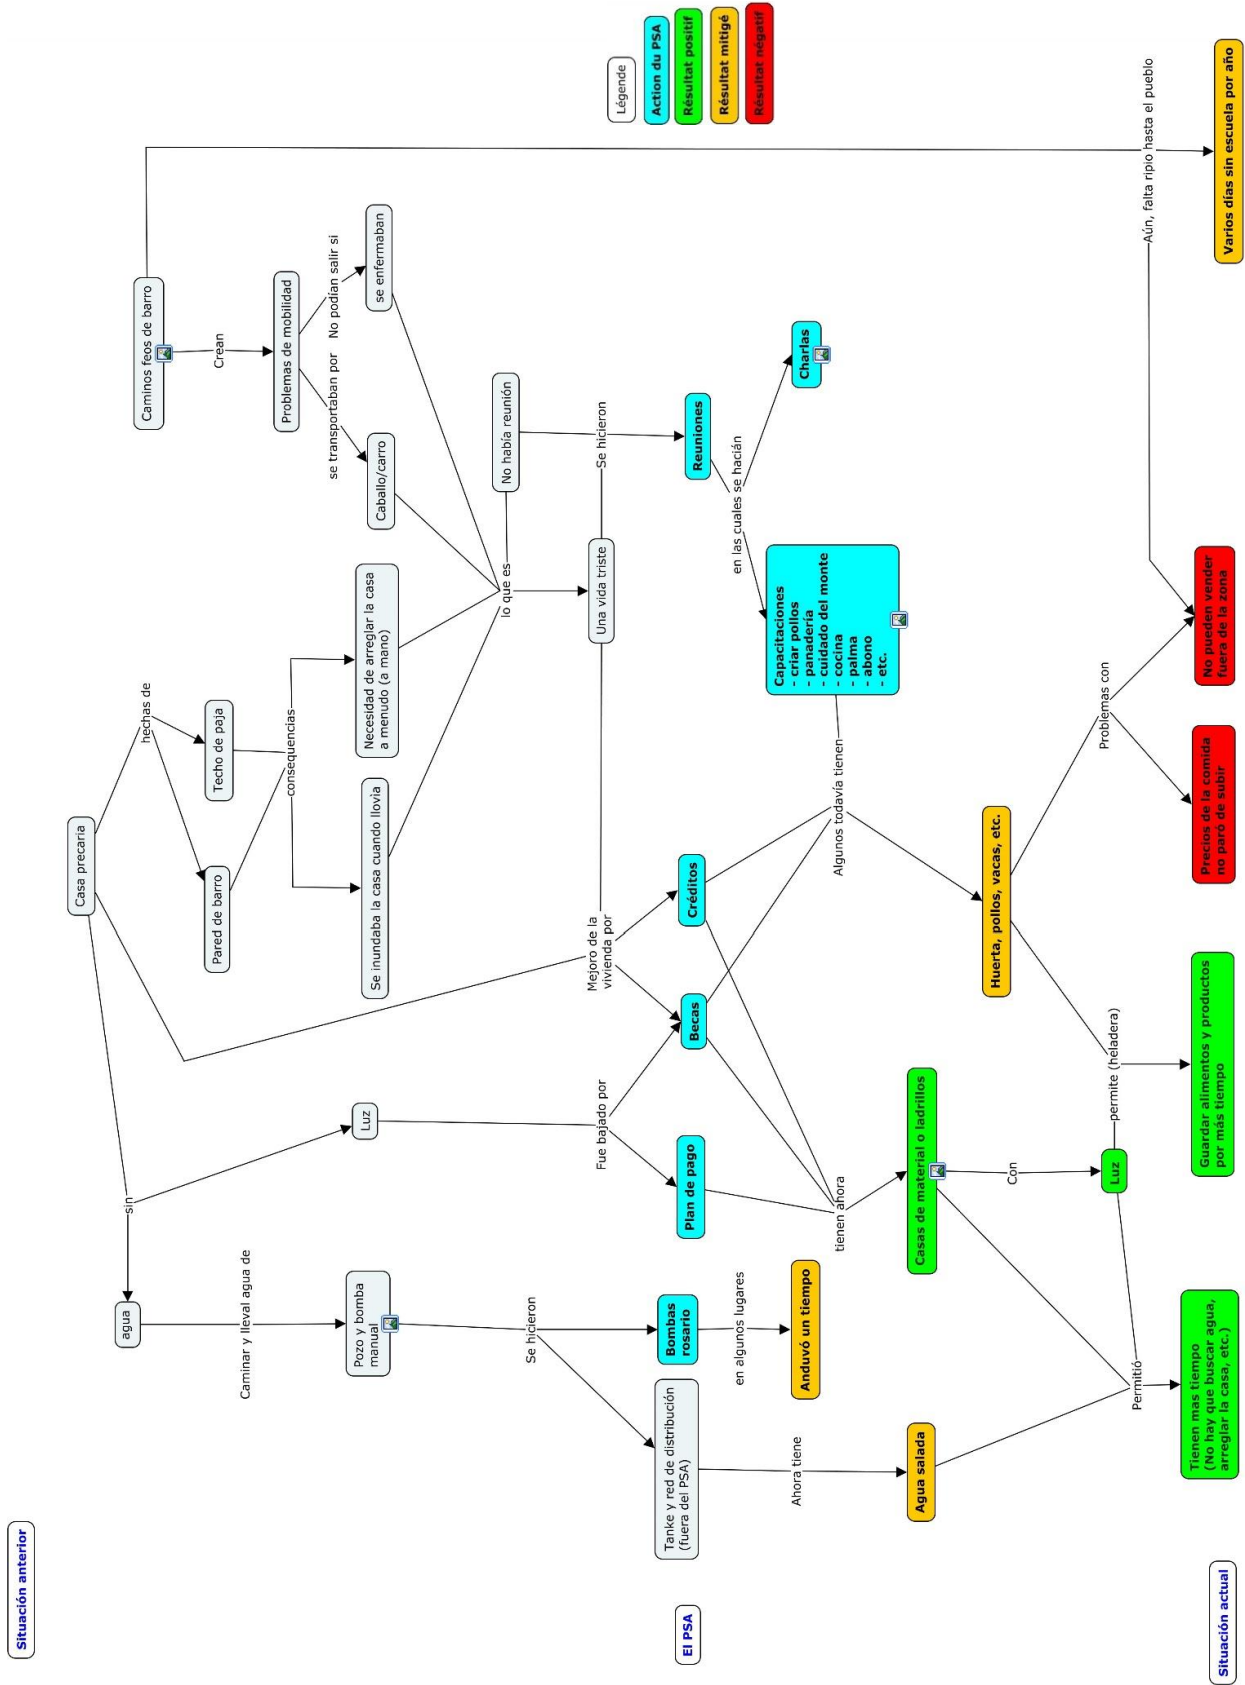 Situación anterior
Casa precaria
sin
agua
Luz
hechas de
Pared de barro
Techo de paja
consequencias
Se inundaba la casa cuando llovia
Necesidad de arreglar la casa
a menudo (a mano)
Caminos feos de barro
Crean
Problemas de mobilidad
se transportaban por
No podían salir si
Caballo/carro
se enfermaban
lo que es
No había reunión
Una vida triste
Caminar y lleval agua de
Pozo y bomba
manual
Se hicieron
Fue bajado por
Mejoro de la
vivienda por
Se hicieron
El PSA
Tanke y red de distribución
(fuera del PSA)
Bombas
rosario
Plan de pago
Becas
Créditos
Reuniones
en las cuales se hacián
Capacitaciones
- criar pollos
- panadería
- cuidado del monte
- cocina
- palma
- abono
- etc.
Charlas
Ahora tiene
en algunos lugares
Anduvó un tiempo
tienen ahora
Algunos todavía tienen
Agua salada
Casas de material o ladrillos
Con
Luz
Huerta, pollos, vacas, etc.
Permitió
permite (heladera)
Problemas con
Aún, falta ripio hasta el pueblo
Situación actual
Tienen mas tiempo
(No hay que buscar agua,
arreglar la casa, etc.)
Guardar alimentos y productos
por más tiempo
Precios de la comida
no paró de subir
No pueden vender
fuera de la zona
Varios días sin escuela por año
Légende
Action du PSA
Résultat positif
Résultat mitigé
Résultat négatif